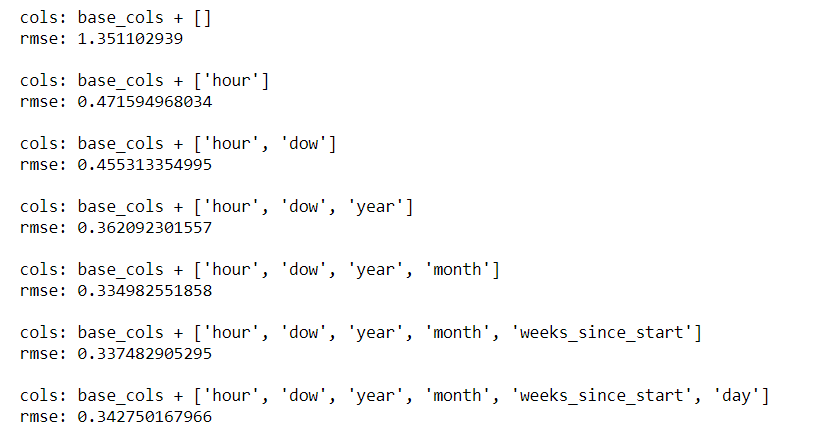 cols: base_cols + []
rmse: 1.351102939
cols: base_cols + ['hour']
rmse: 0.471594968034
cols: base_cols + ['hour', 'dow']
rmse: 0.455313354995
cols: base_cols + ['hour', 'dow', 'year']
rmse: 0.362092301557
cols: base_cols + ['hour', 'dow', 'year', 'month']
rmse: 0.334982551858
cols: base_cols + ['hour', 'dow', 'year', 'month', 'weeks_since_start']
rmse: 0.337482905295
cols: base_cols + ['hour', 'dow', 'year', 'month', 'weeks_since_start', 'day']
rmse: 0.342750167966